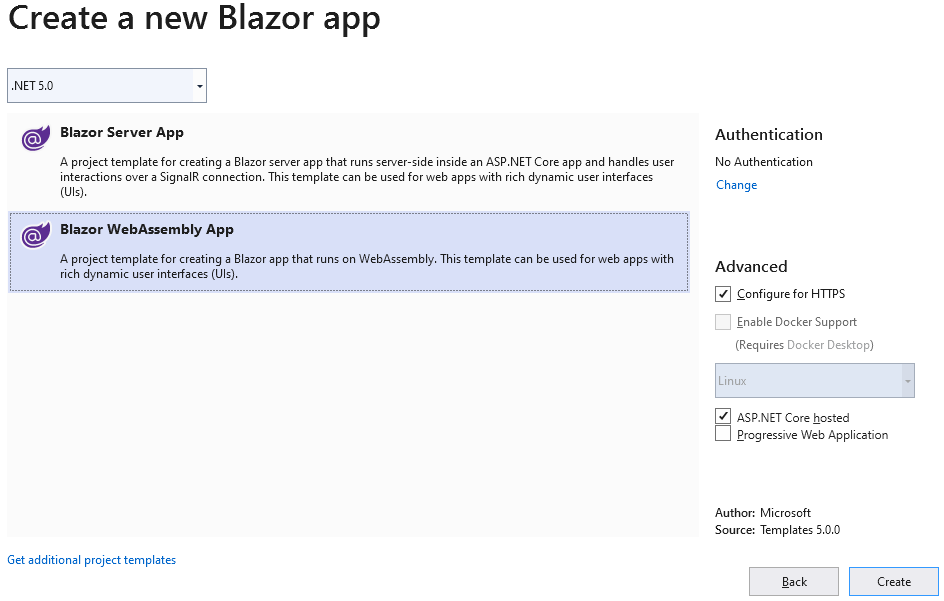 Create a new Blazor app
.NET 5.0
Blazor Server App
A project template for creating a Blazor server app that runs server-side inside an ASP.NET Core app and handles user
interactions over a SignalR connection. This template can be used for web apps with rich dynamic user interfaces
(UIs).
Blazor WebAssembly App
A project template for creating a Blazor app that runs on WebAssembly. This template can be used for web apps with
rich dynamic user interfaces (UIs).
Get additional project templates
Authentication
No Authentication
Change
Advanced
Configure for HTTPS
Enable Docker Support
(Requires Docker Desktop)
Linux
ASP.NET Core hosted
Progressive Web Application
Author: Microsoft
Source: Templates 5.0.0
Back
Create